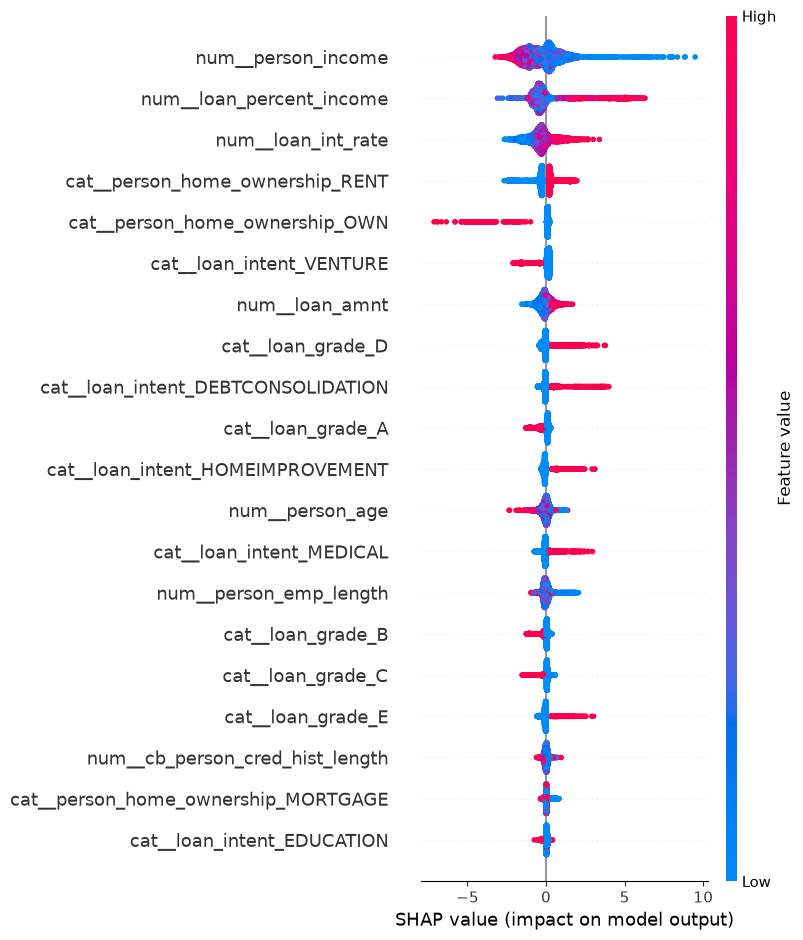 High
num__person_income
num__loan_percent_income
num__loan_int_rate
cat__person_home_ownership_RENT
cat__person_home_ownership_OWN
cat__loan_intent_VENTURE
num__loan_amnt
cat__loan_grade_D
cat__loan_intent_DEBTCONSOLIDATION
cat__loan_grade_A
cat__loan_intent_HOMEIMPROVEMENT
num__person_age
cat__loan_intent_MEDICAL
num__person_emp_length
cat__loan_grade_B
cat__loan_grade_C
cat__loan_grade_E
num__cb_person_cred_hist_length
cat__person_home_ownership_MORTGAGE
cat__loan_intent_EDUCATION
Feature value
Low
−5 0 5 10
SHAP value (impact on model output)